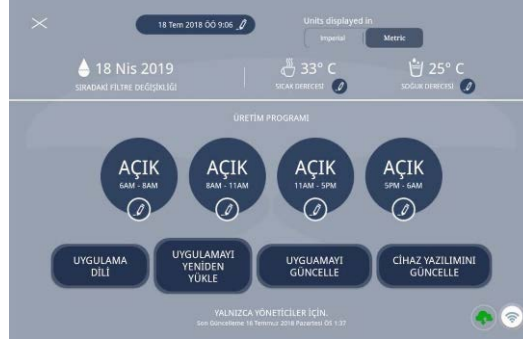 18 Tem 2018 ÖÖ 9:06
Units displayed in
Imperial
Metric
18 Nis 2019
SIRADAKİ FİLTRE DEĞİŞİKLİĞİ
33° C
SICAK DERECESİ
25° C
SOĞUK DERECESİ
ÜRETİM PROGRAMI
AÇIK
6AM - 8AM
AÇIK
8AM - 11AM
AÇIK
11AM - 5PM
AÇIK
5PM - 6AM
UYGULAMA
DİLİ
UYGULAMAYI
YENİDEN
YÜKLE
UYGUAMAYI
GÜNCELLE
CİHAZ YAZILIMINI
GÜNCELLE
YALNIZCA YÖNETİCİLER İÇİN.
Son Güncelleme 16 Temmuz 2018 Pazartesi ÖS 1:37